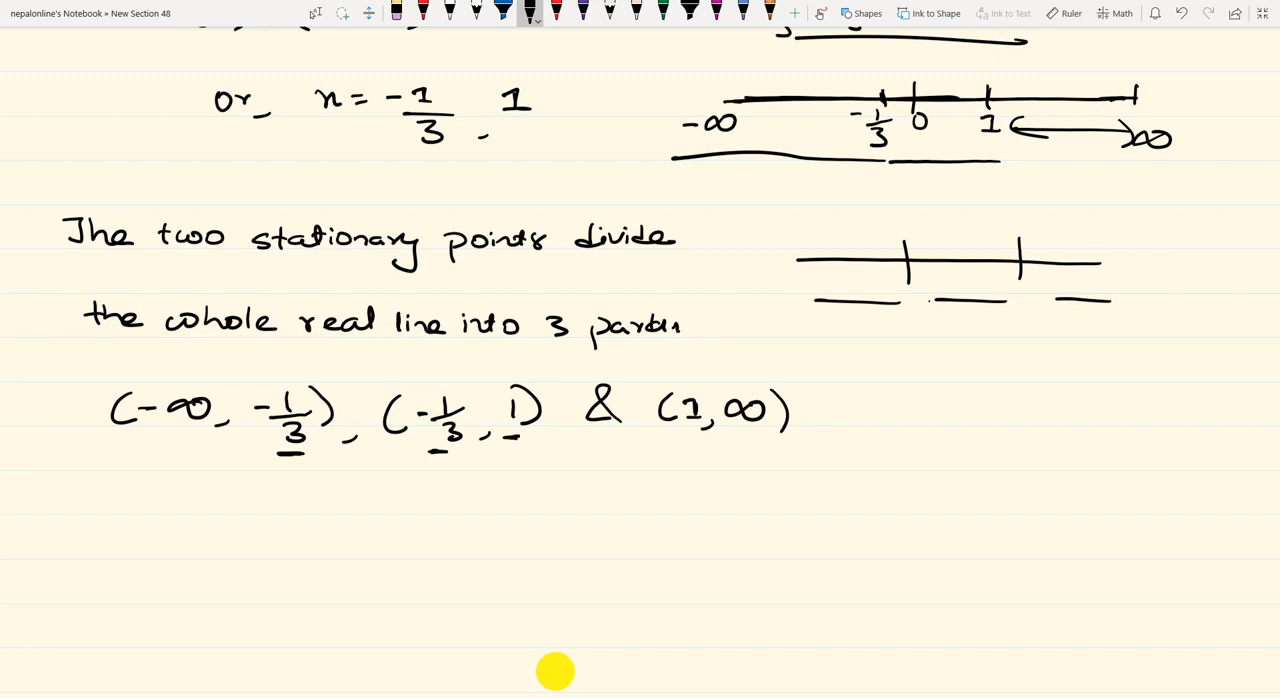 nepalonline's Notebook » New Section 48
Shapes Ink to Shape Ink to Text Ruler Math
or, x = -1/3, 1
-∞ -1/3 0 1 ∞
The two stationary points divide
the whole real line into 3 parts
(-∞, -1/3), (-1/3, 1) & (1, ∞)